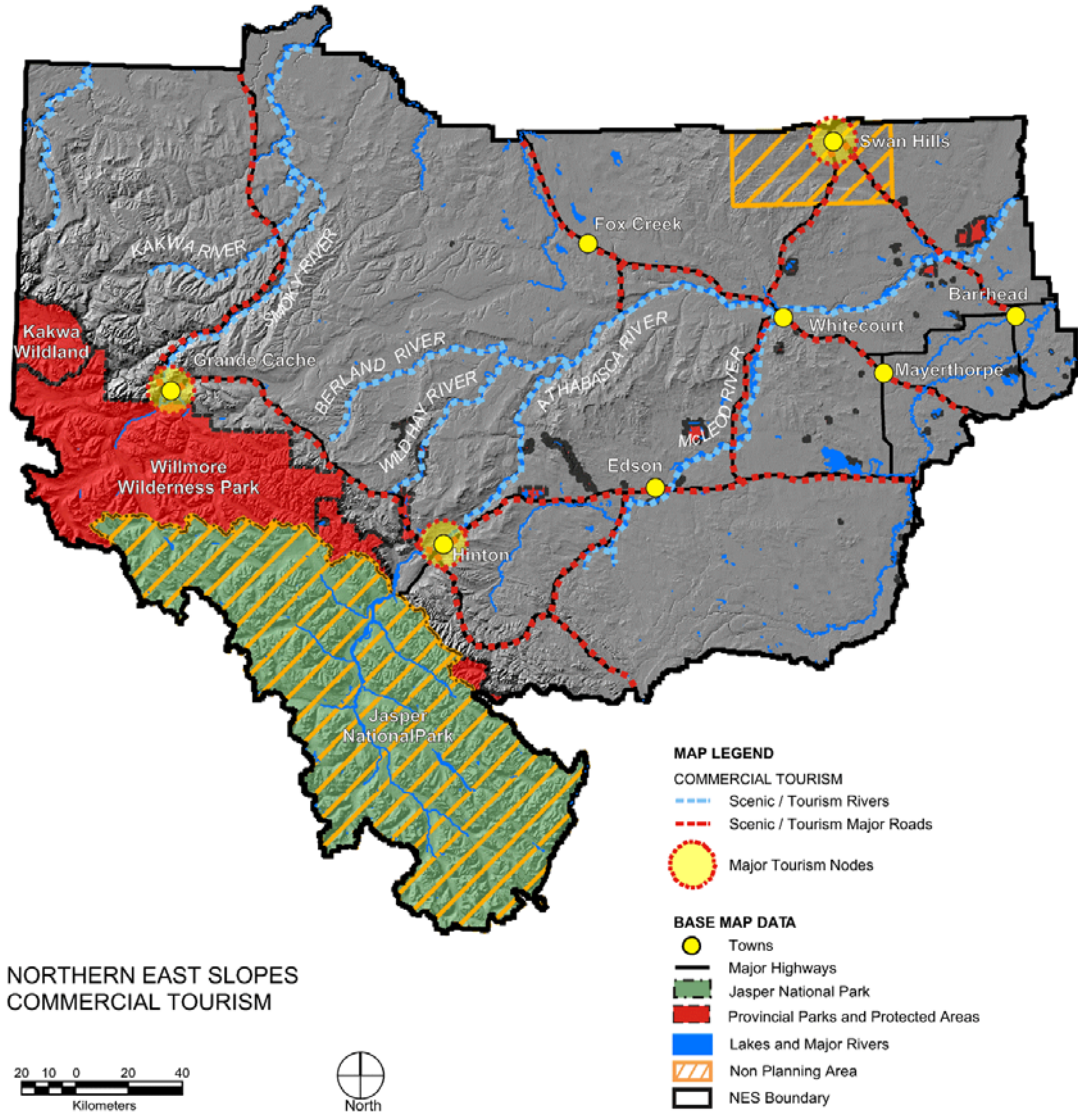 Swan Hills
Fox Creek
KAKWA RIVER
SMOKY RIVER
Barrhead
Whitecourt
Kakwa
Wildland
Grande Cache
BERLAND RIVER
ATHABASCA RIVER
Mayerthorpe
WILDHAY RIVER
McLEOD RIVER
Edson
Willmore
Wilderness Park
Hinton
Jasper
NationalPark
MAP LEGEND
COMMERCIAL TOURISM
Scenic / Tourism Rivers
Scenic / Tourism Major Roads
Major Tourism Nodes
BASE MAP DATA
Towns
Major Highways
Jasper National Park
Provincial Parks and Protected Areas
Lakes and Major Rivers
Non Planning Area
NES Boundary
NORTHERN EAST SLOPES
COMMERCIAL TOURISM
20 10 0 20 40
Kilometers
North